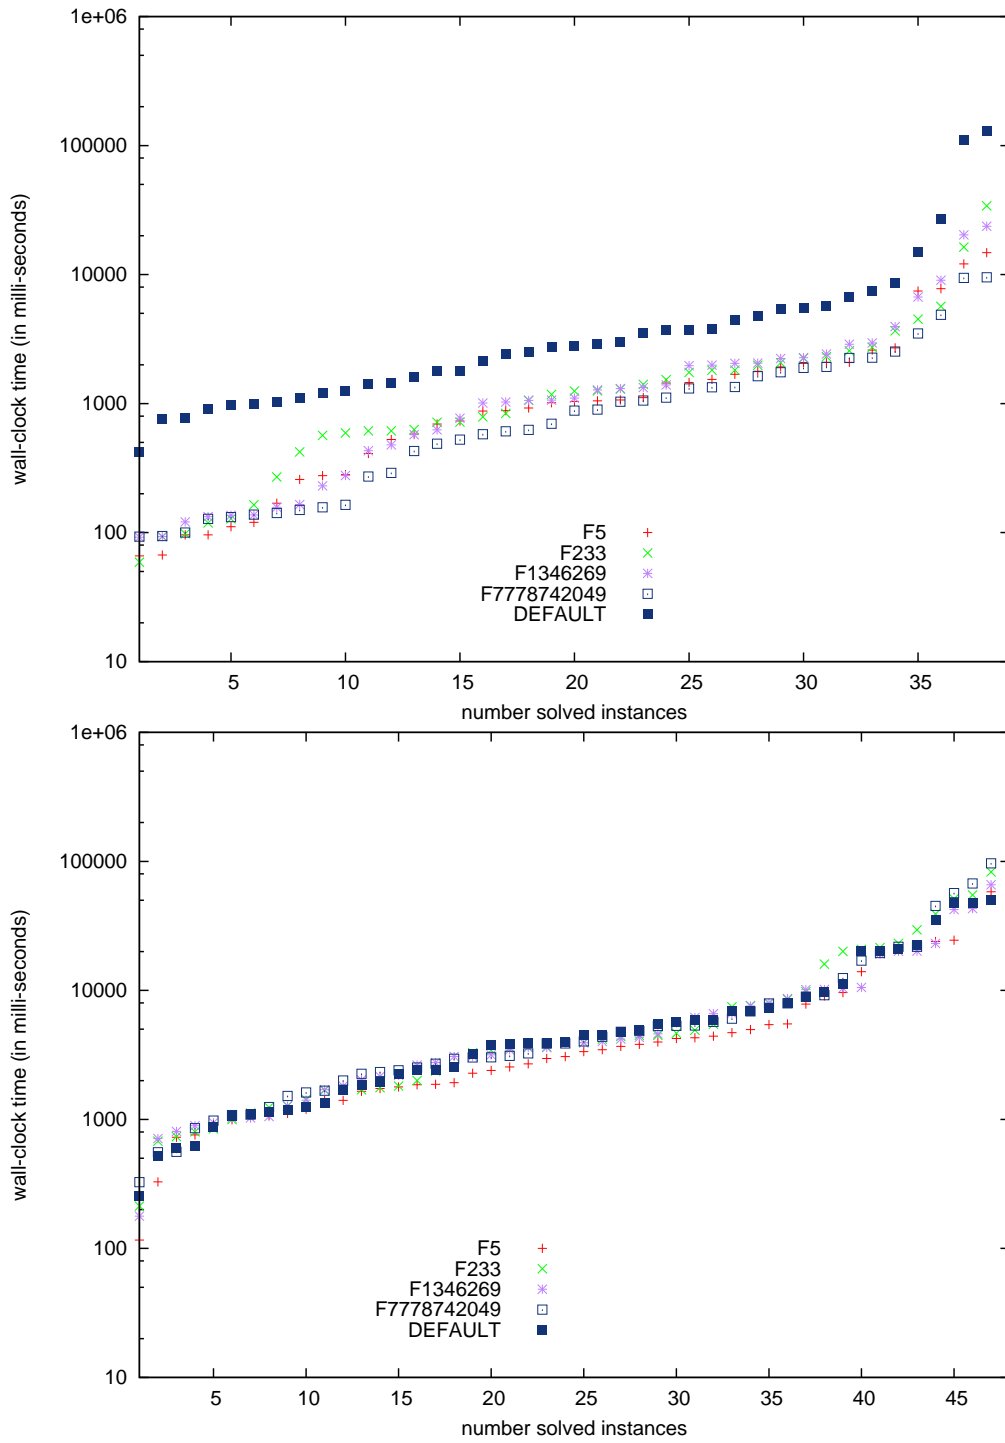 1e+06
100000
10000
1000
100
10
wall-clock time (in milli-seconds)
F5
F233
F1346269
F7778742049
DEFAULT
5 10 15 20 25 30 35
number solved instances
1e+06
100000
10000
1000
100
10
wall-clock time (in milli-seconds)
F5
F233
F1346269
F7778742049
DEFAULT
5 10 15 20 25 30 35 40 45
number solved instances